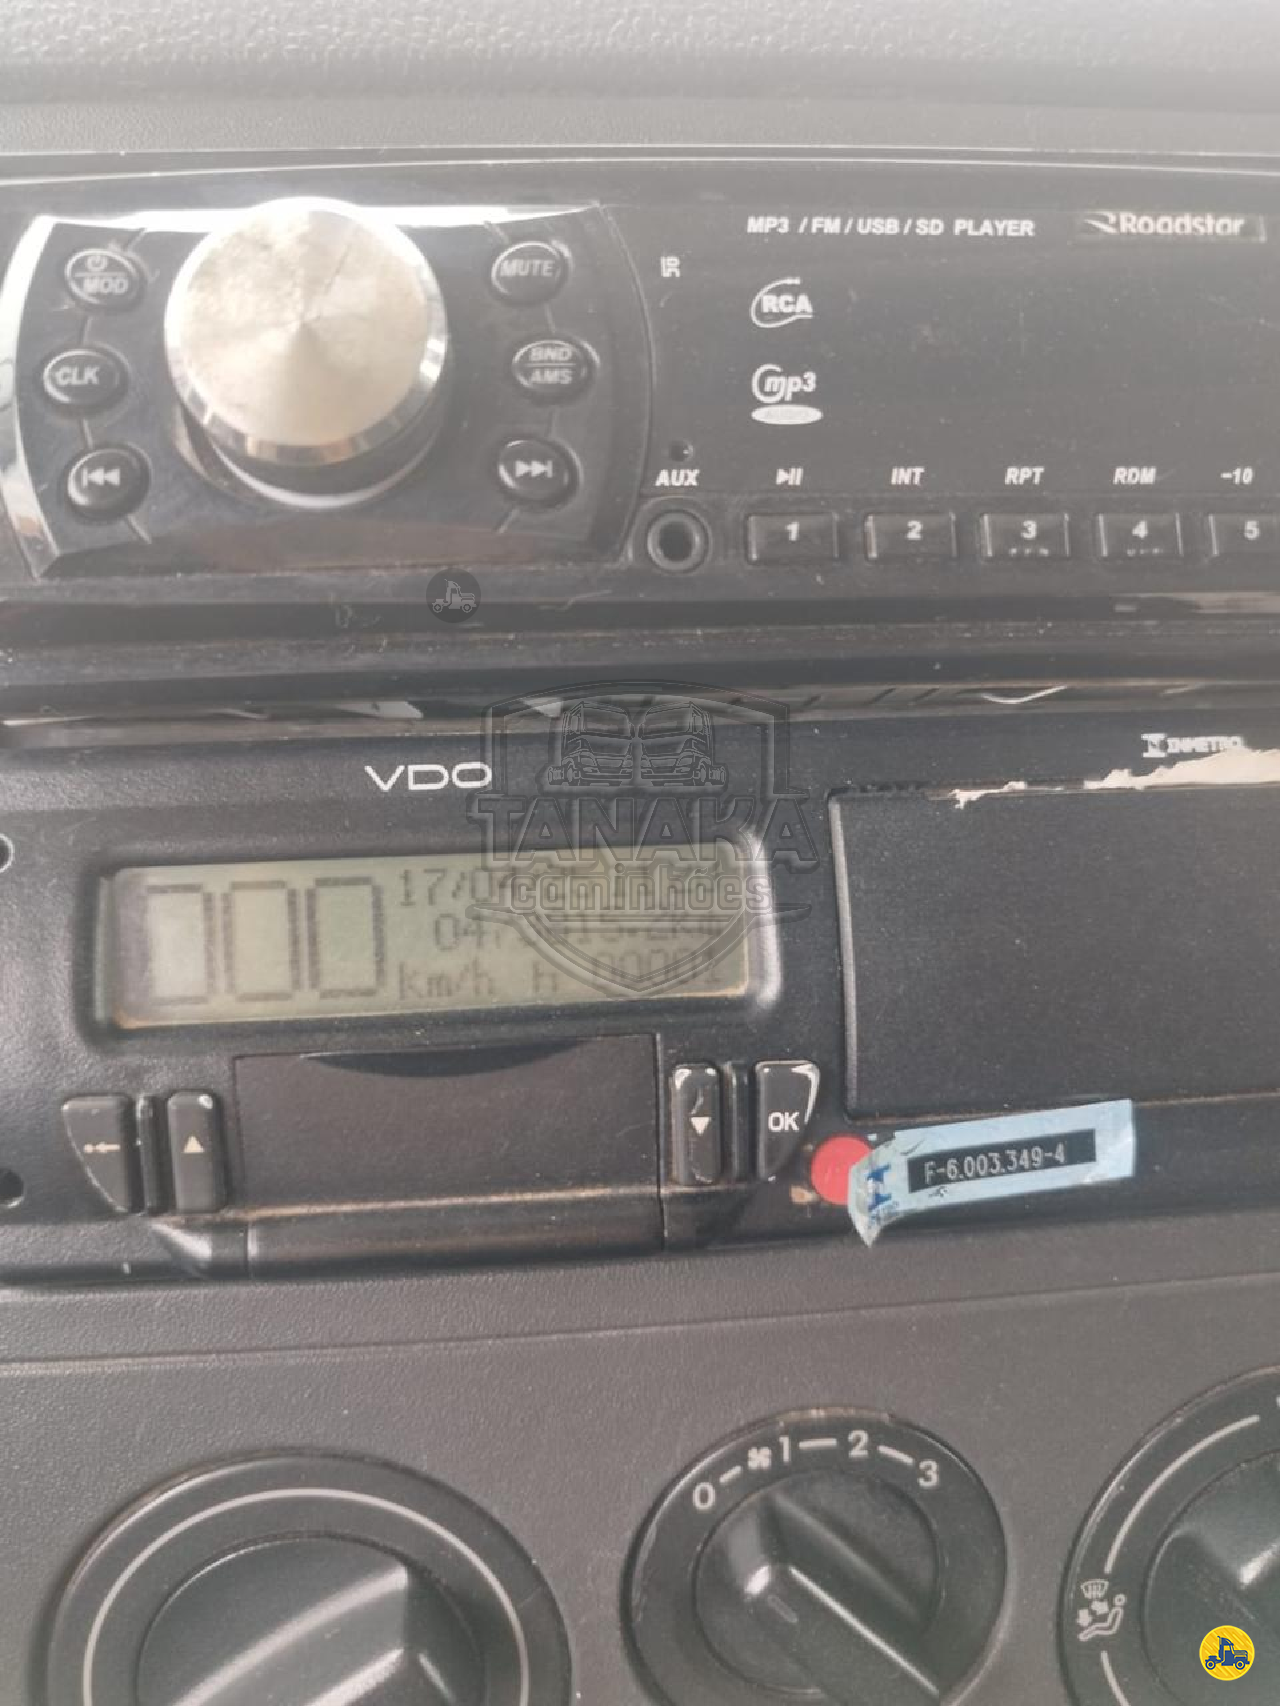 MP3 / FM / USB / SD PLAYER
Roadstar
MOD
MUTE
RCA
CLK
BND
AMS
mp3
AUX
INT
RPT
RDM
-10
1
2
3
4
5
INMETRO
VDO
TANAKA
caminhões
000
17/0
km/h
OK
F-6.003.349-4
0
1
2
3